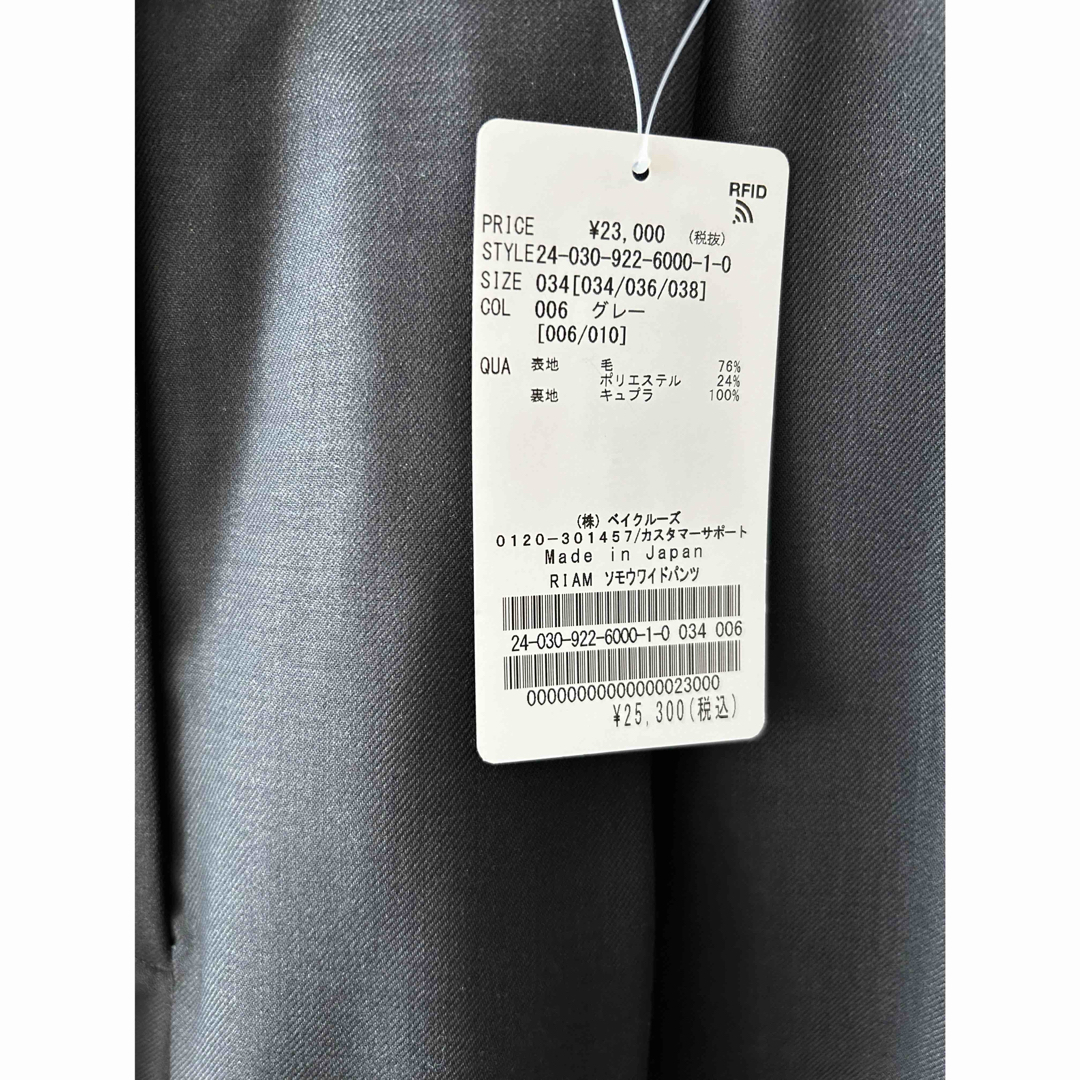 RFID
PRICE ¥23,000 (税抜)
STYLE24-030-922-6000-1-0
SIZE 034[034/036/038]
COL 006 グレー
[006/010]
QUA 表地 毛 76%
ポリエステル 24%
裏地 キュプラ 100%
(株) ベイクルーズ
0120-301457/カスタマーサポート
Made in Japan
RIAM ソモウワイドパンツ
24-030-922-6000-1-0 034 006
00000000000000023000
¥25,300(税込)